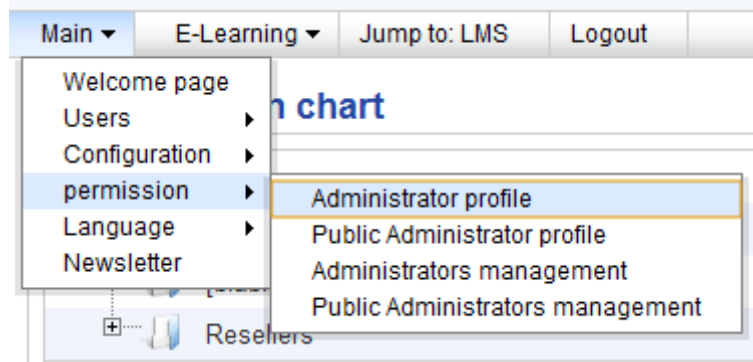 Main E-Learning Jump to: LMS Logout
Welcome page
n chart
Users
Configuration
permission
Administrator profile
Language
Public Administrator profile
Newsletter
Administrators management
Public Administrators management
Resellers